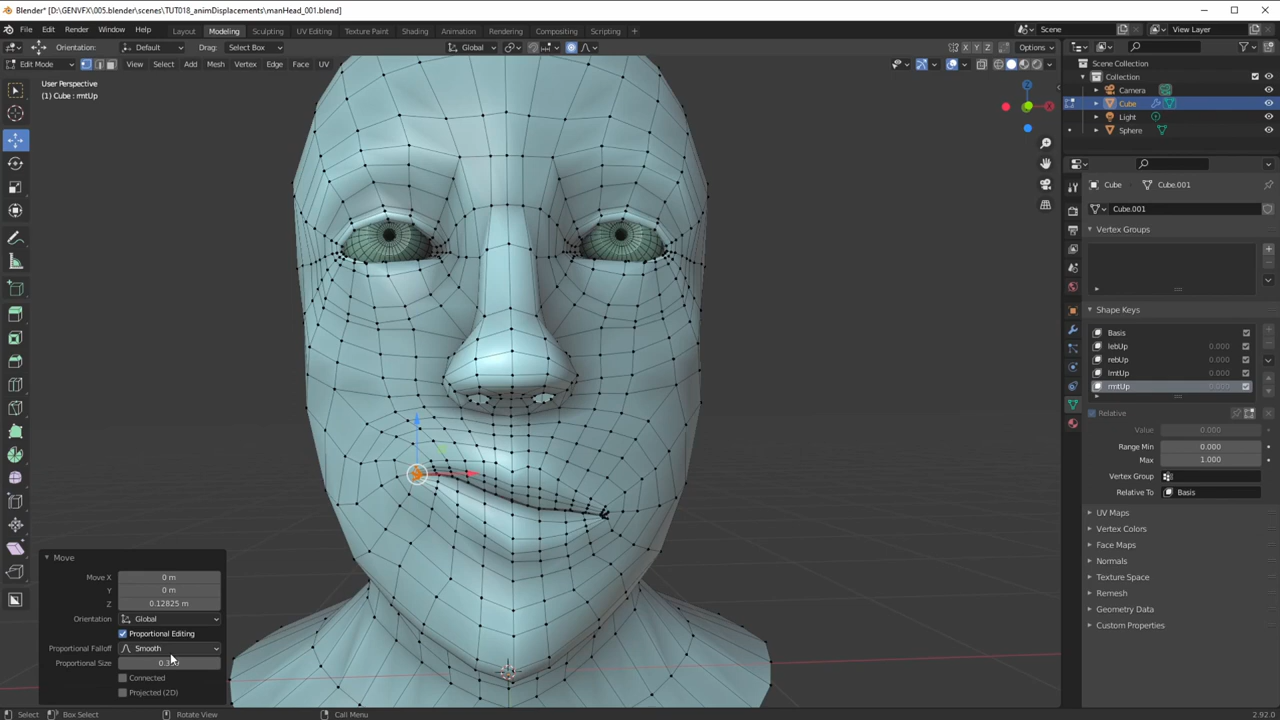 Blender* [D:\GENVFX\005.blender\scenes\TUT018_animDisplacements\manHead_001.blend]
File Edit Render Window Help
Layout Modeling Sculpting UV Editing Texture Paint Shading Animation Rendering Compositing Scripting
Scene
View Layer
Orientation: Default Drag: Select Box
Global
X Y Z Options
Edit Mode View Select Add Mesh Vertex Edge Face UV
User Perspective
(1) Cube : rmtUp
Z
Scene Collection
Collection
Camera
Cube
Light
Sphere
Cube Cube.001
Cube.001
Vertex Groups
Shape Keys
Basis
lebUp 0.000
rebUp 0.000
lmtUp 0.000
rmtUp 0.000
Relative
Value 0.000
Range Min 0.000
Max 1.000
Vertex Group
Relative To Basis
UV Maps
Vertex Colors
Face Maps
Normals
Texture Space
Remesh
Geometry Data
Custom Properties
Move
Move X 0 m
Y 0 m
Z 0.12825 m
Orientation Global
Proportional Editing
Proportional Falloff Smooth
Proportional Size
Connected
Projected (2D)
Select Box Select Rotate View Call Menu
2.92.0